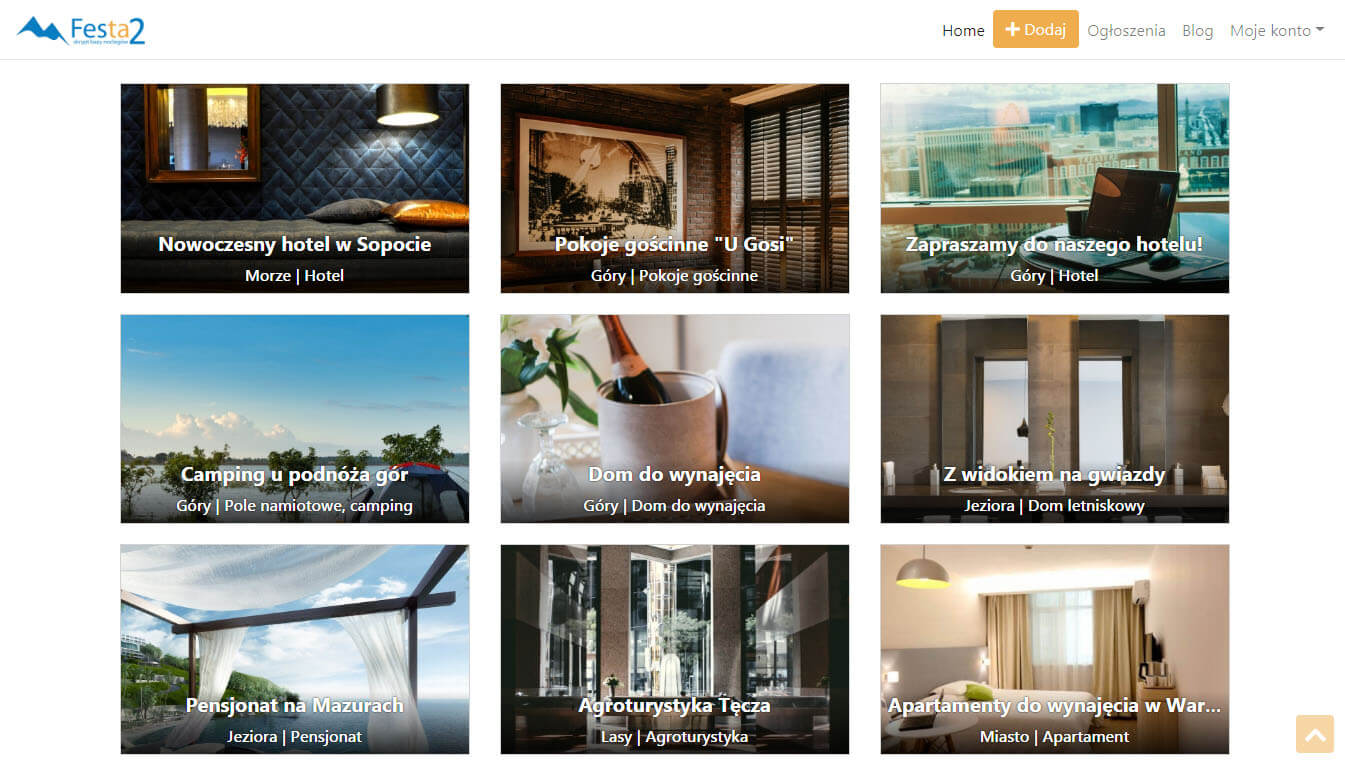 Festa2
skrypt bazy noclegów
Home
Dodaj
Ogłoszenia
Blog
Moje konto
Nowoczesny hotel w Sopocie
Morze | Hotel
Pokoje gościnne "U Gosi"
Góry | Pokoje gościnne
Zapraszamy do naszego hotelu!
Góry | Hotel
Camping u podnóża gór
Góry | Pole namiotowe, camping
Dom do wynajęcia
Góry | Dom do wynajęcia
Z widokiem na gwiazdy
Jeziora | Dom letniskowy
Pensjonat na Mazurach
Jeziora | Pensjonat
Agroturystyka Tęcza
Lasy | Agroturystyka
Apartamenty do wynajęcia w War...
Miasto | Apartament